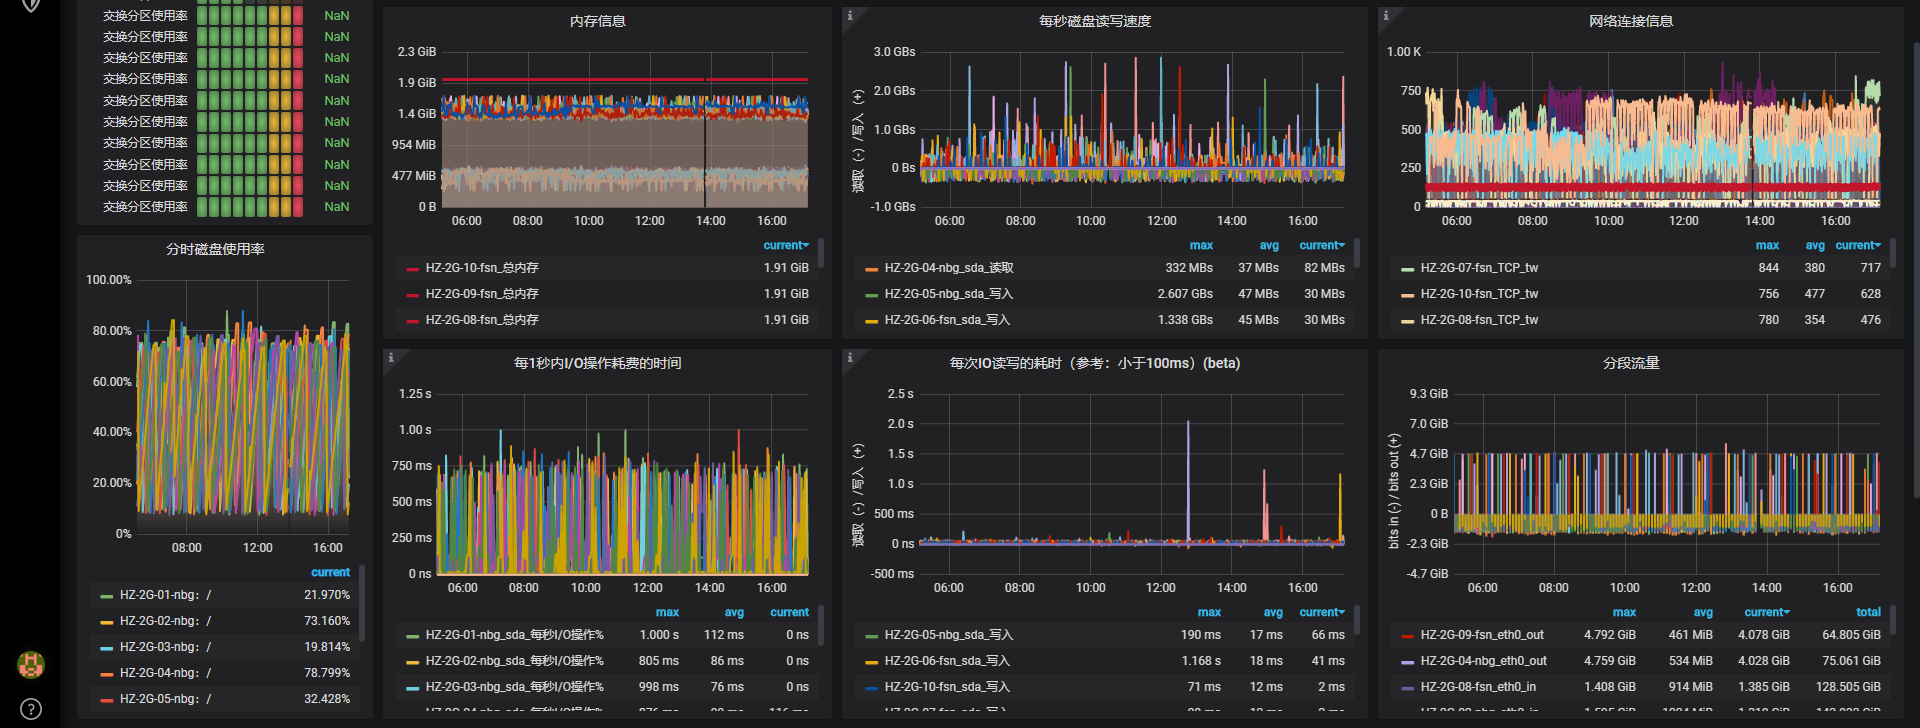 交换分区使用率 NaN
交换分区使用率 NaN
交换分区使用率 NaN
交换分区使用率 NaN
交换分区使用率 NaN
交换分区使用率 NaN
交换分区使用率 NaN
交换分区使用率 NaN
交换分区使用率 NaN
交换分区使用率 NaN
内存信息
2.3 GiB
1.9 GiB
1.4 GiB
954 MiB
477 MiB
0 B
06:00 08:00 10:00 12:00 14:00 16:00
current
HZ-2G-10-fsn_总内存 1.91 GiB
HZ-2G-09-fsn_总内存 1.91 GiB
HZ-2G-08-fsn_总内存 1.91 GiB
每秒磁盘读写速度
读取（-）/写入（+）
3.0 GBs
2.0 GBs
1.0 GBs
0 Bs
-1.0 GBs
06:00 08:00 10:00 12:00 14:00 16:00
max avg current
HZ-2G-04-nbg_sda_读取 332 MBs 37 MBs 82 MBs
HZ-2G-05-nbg_sda_写入 2.607 GBs 47 MBs 30 MBs
HZ-2G-06-fsn_sda_写入 1.338 GBs 45 MBs 30 MBs
网络连接信息
1.00 K
750
500
250
0
06:00 08:00 10:00 12:00 14:00 16:00
max avg current
HZ-2G-07-fsn_TCP_tw 844 380 717
HZ-2G-10-fsn_TCP_tw 756 477 628
HZ-2G-08-fsn_TCP_tw 780 354 476
分时磁盘使用率
100.00%
80.00%
60.00%
40.00%
20.00%
0%
08:00 12:00 16:00
current
HZ-2G-01-nbg：/ 21.970%
HZ-2G-02-nbg：/ 73.160%
HZ-2G-03-nbg：/ 19.814%
HZ-2G-04-nbg：/ 78.799%
HZ-2G-05-nbg：/ 32.428%
每1秒内I/O操作耗费的时间
1.25 s
1.00 s
750 ms
500 ms
250 ms
0 ns
06:00 08:00 10:00 12:00 14:00 16:00
max avg current
HZ-2G-01-nbg_sda_每秒I/O操作% 1.000 s 112 ms 0 ns
HZ-2G-02-nbg_sda_每秒I/O操作% 805 ms 86 ms 0 ns
HZ-2G-03-nbg_sda_每秒I/O操作% 998 ms 76 ms 0 ns
每次IO读写的耗时（参考：小于100ms）(beta)
读取（-）/写入（+）
2.5 s
2.0 s
1.5 s
1.0 s
500 ms
0 ns
-500 ms
06:00 08:00 10:00 12:00 14:00 16:00
max avg current
HZ-2G-05-nbg_sda_写入 190 ms 17 ms 66 ms
HZ-2G-06-fsn_sda_写入 1.168 s 18 ms 41 ms
HZ-2G-10-fsn_sda_写入 71 ms 12 ms 2 ms
分段流量
bits in (-) / bits out (+)
9.3 GiB
7.0 GiB
4.7 GiB
2.3 GiB
0 B
-2.3 GiB
-4.7 GiB
06:00 08:00 10:00 12:00 14:00 16:00
max avg current total
HZ-2G-09-fsn_eth0_out 4.792 GiB 461 MiB 4.078 GiB 64.805 GiB
HZ-2G-04-nbg_eth0_out 4.759 GiB 534 MiB 4.028 GiB 75.061 GiB
HZ-2G-08-fsn_eth0_in 1.408 GiB 914 MiB 1.385 GiB 128.505 GiB